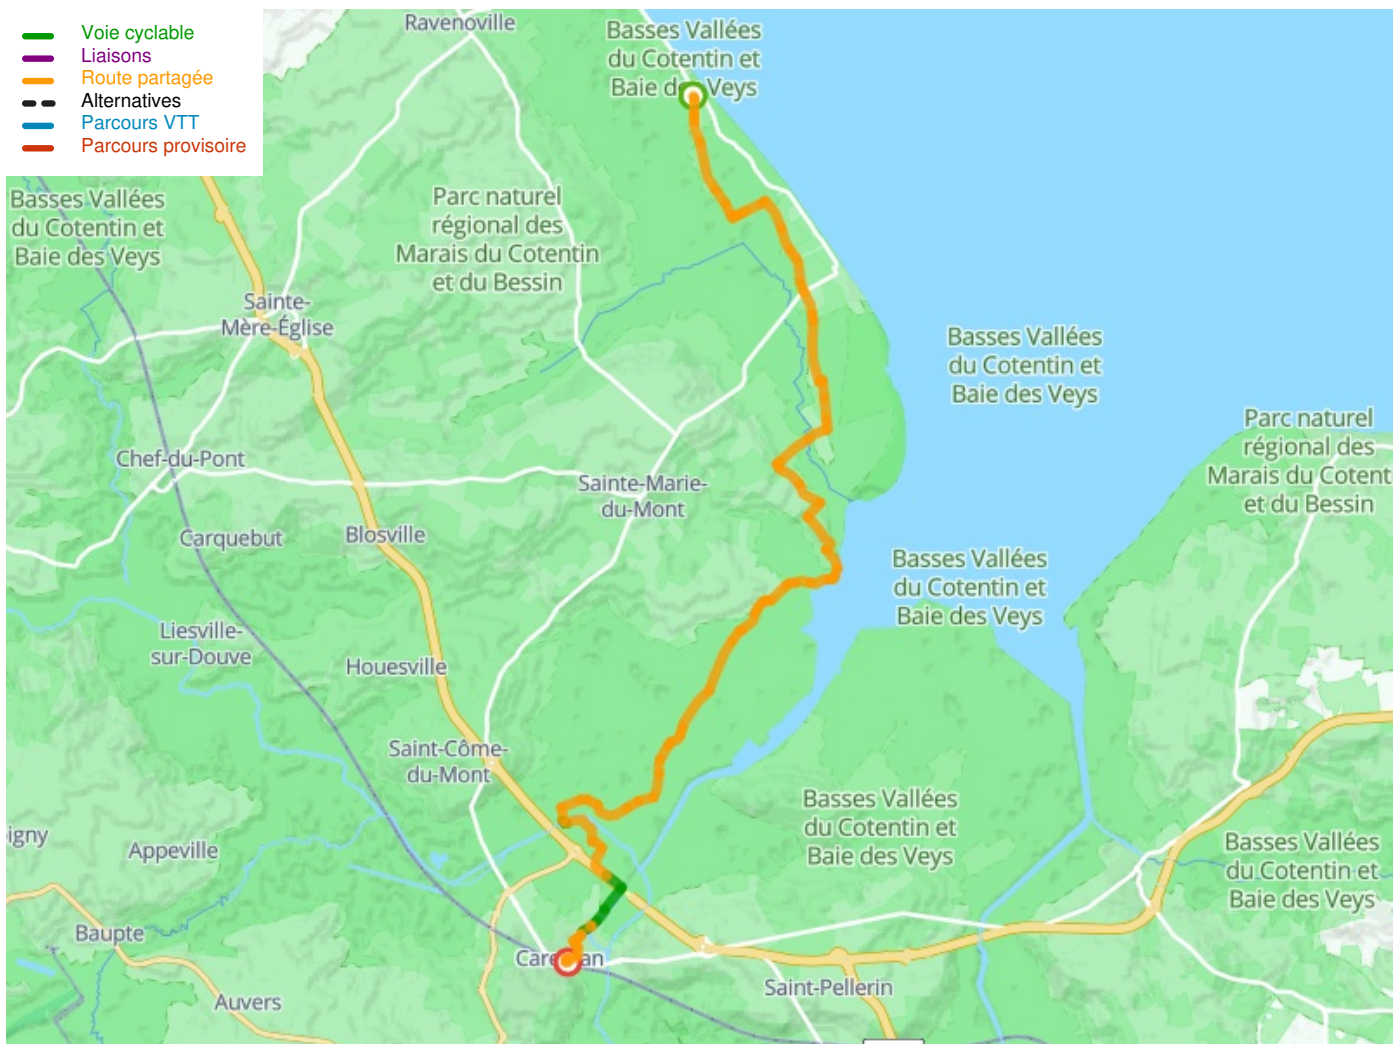 Voie cyclable
Liaisons
Route partagée
Alternatives
Parcours VTT
Parcours provisoire
Ravenoville
Basses Vallées
du Cotentin et
Baie des Veys
Basses Vallées
du Cotentin et
Baie des Veys
Parc naturel
régional des
Marais du Cotentin
et du Bessin
Sainte-
Mère-Église
Basses Vallées
du Cotentin et
Baie des Veys
Parc naturel
régional des
Marais du Cotent
et du Bessin
Chef-du-Pont
Sainte-Marie-
du-Mont
Carquebut
Blosville
Basses Vallées
du Cotentin et
Baie des Veys
Liesville-
sur-Douve
Houesville
Saint-Côme-
du-Mont
Basses Vallées
du Cotentin et
Baie des Veys
igny
Appeville
Basses Vallées
du Cotentin et
Baie des Veys
Baupte
Carentan
Saint-Pellerin
Auvers